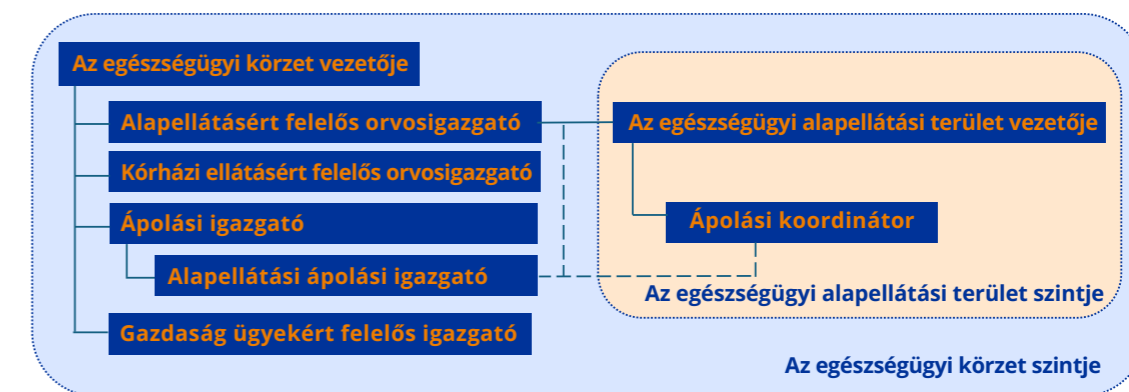 Az egészségügyi körzet vezetője
Alapellátásért felelős orvosigazgató
Kórházi ellátásért felelős orvosigazgató
Ápolási igazgató
Alapellátási ápolási igazgató
Gazdaság ügyekért felelős igazgató
Az egészségügyi alapellátási terület vezetője
Ápolási koordinátor
Az egészségügyi alapellátási terület szintje
Az egészségügyi körzet szintje